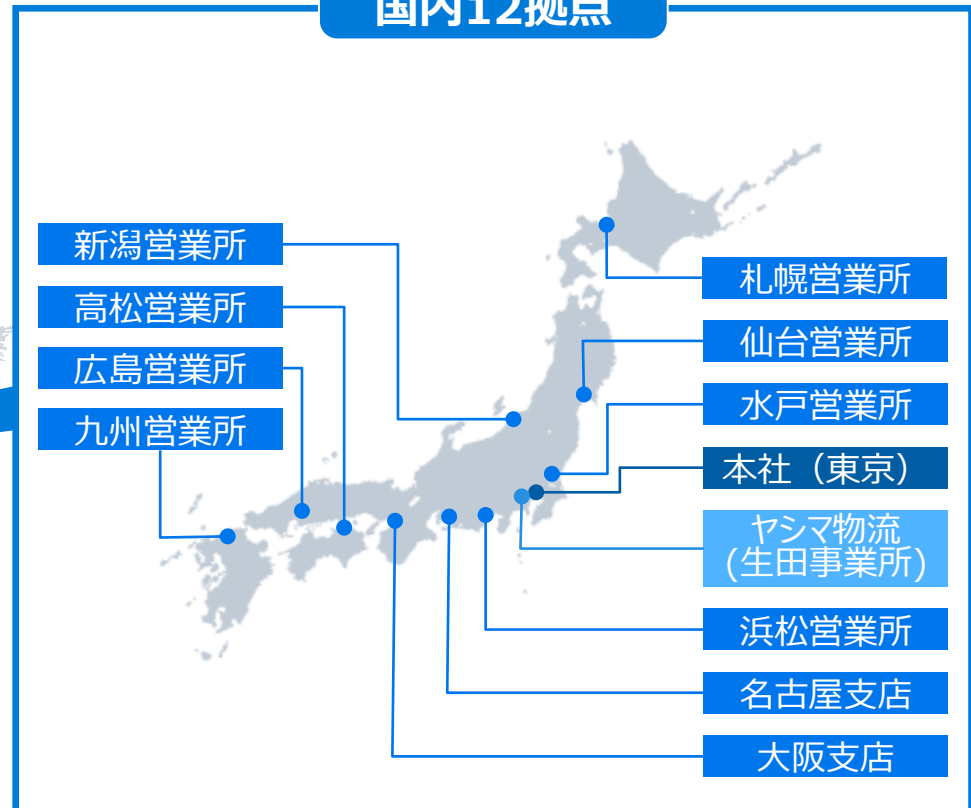 国内12拠点
新潟営業所
高松営業所
広島営業所
九州営業所
札幌営業所
仙台営業所
水戸営業所
本社（東京）
ヤシマ物流
(生田事業所)
浜松営業所
名古屋支店
大阪支店